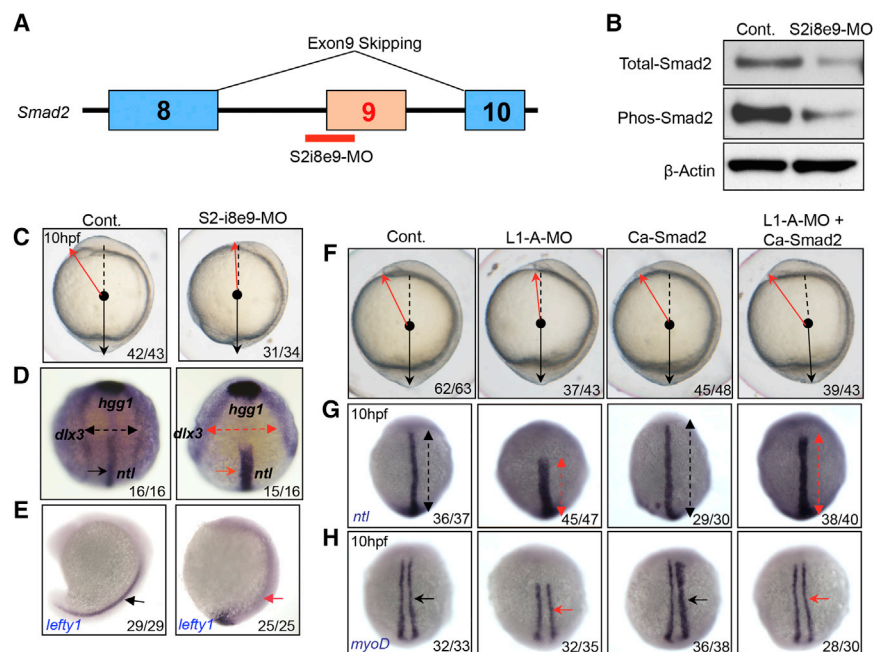 A
Exon9 Skipping
Smad2
8
9
10
S2i8e9-MO
B
Cont. S2i8e9-MO
Total-Smad2
Phos-Smad2
β-Actin
C
Cont.
S2-i8e9-MO
10hpf
42/43
31/34
D
hgg1
dlx3
ntl
16/16
hgg1
dlx3
ntl
15/16
E
lefty1
29/29
lefty1
25/25
F
Cont.
L1-A-MO
Ca-Smad2
L1-A-MO +
Ca-Smad2
62/63
37/43
45/48
39/43
G
10hpf
ntl
36/37
45/47
29/30
38/40
H
10hpf
myoD
32/33
32/35
36/38
28/30